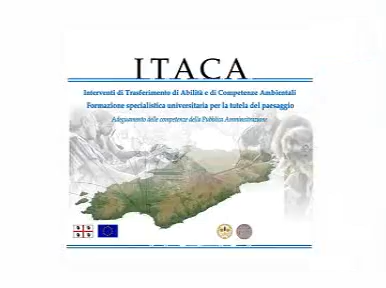 ITACA
Interventi di Trasferimento di Abilità e di Competenze Ambientali
Formazione specialistica universitaria per la tutela del paesaggio
Adeguamento delle competenze della Pubblica Amministrazione